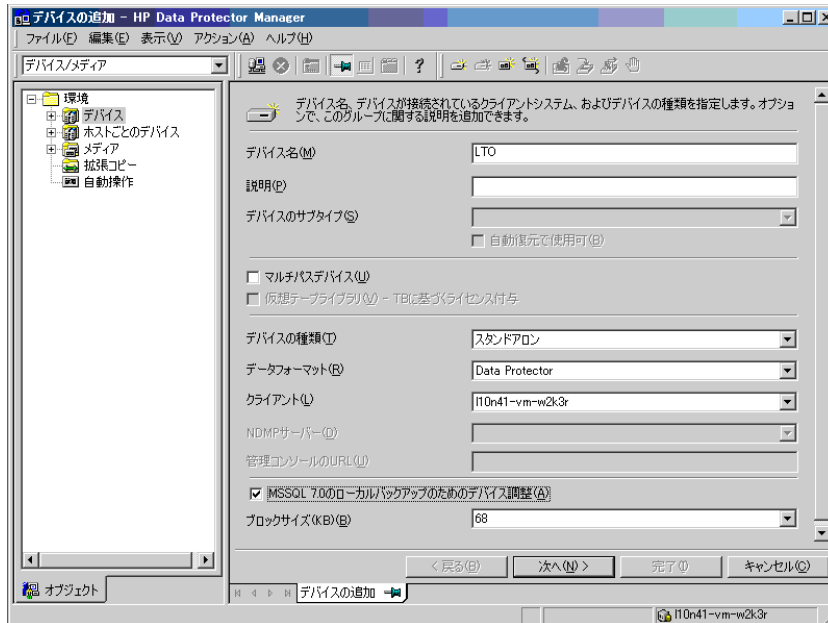 デバイスの追加 - HP Data Protector Manager
ファイル(F) 編集(E) 表示(V) アクション(A) ヘルプ(H)
デバイス/メディア
環境
デバイス
ホストごとのデバイス
メディア
拡張コピー
自動操作
オブジェクト
デバイス名、デバイスが接続されているクライアントシステム、およびデバイスの種類を指定します。オプショ
ンで、このグループに関する説明を追加できます。
デバイス名(M) LTO
説明(P)
デバイスのサブタイプ(S)
自動復元で使用可(B)
マルチパスデバイス(U)
仮想テープライブラリ(V) - TBに基づくライセンス付与
デバイスの種類(T) スタンドアロン
データフォーマット(R) Data Protector
クライアント(L) l10n41-vm-w2k3r
NDMPサーバー(D)
管理コンソールのURL(U)
MSSQL 7.0のローカルバックアップのためのデバイス調整(A)
ブロックサイズ(KB)(B) 68
< 戻る(B) 次へ(N) > 完了(I) キャンセル(C)
デバイスの追加
l10n41-vm-w2k3r